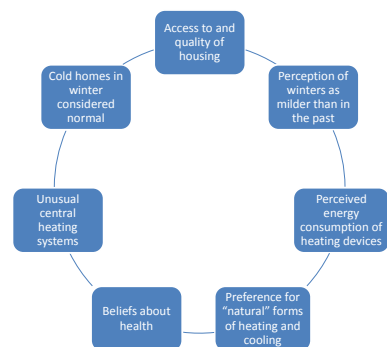 Access to and
quality of
housing
Perception of
winters as
milder than in
the past
Perceived
energy
consumption of
heating devices
Preference for
“natural” forms
of heating and
cooling
Beliefs about
health
Unusual
central
heating
systems
Cold homes in
winter
considered
normal